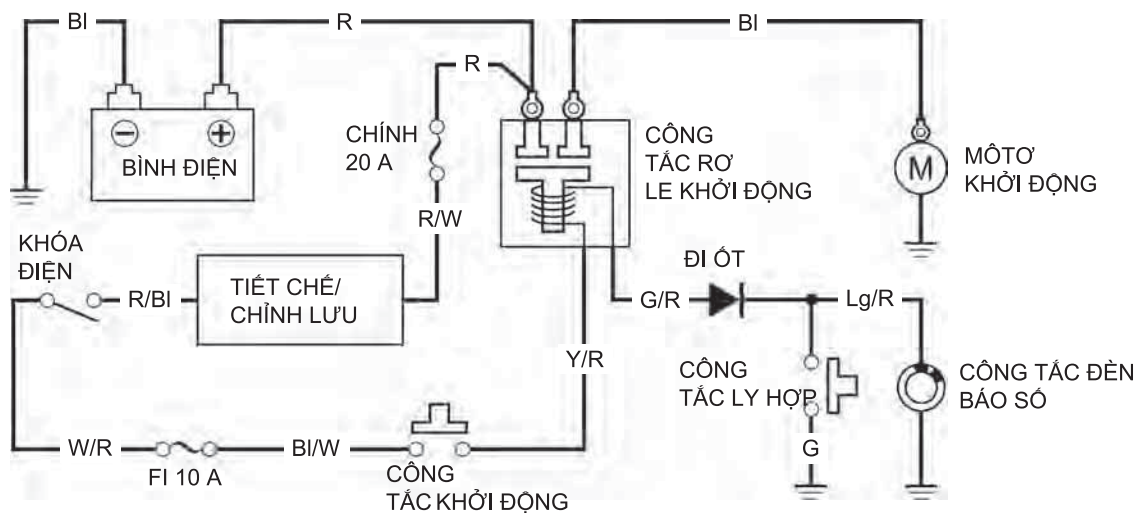 Bl
R
Bl
R
CHÍNH
20 A
R/W
CÔNG
TẮC RƠ
LE KHỞI ĐỘNG
M
MÔTƠ
KHỞI ĐỘNG
BÌNH ĐIỆN
KHÓA
ĐIỆN
R/Bl
TIẾT CHẾ/
CHỈNH LƯU
ĐI ỐT
G/R
Lg/R
Y/R
CÔNG
TẮC LY HỢP
CÔNG TẮC ĐÈN
BÁO SỐ
G
W/R
FI 10 A
Bl/W
CÔNG
TẮC KHỞI ĐỘNG